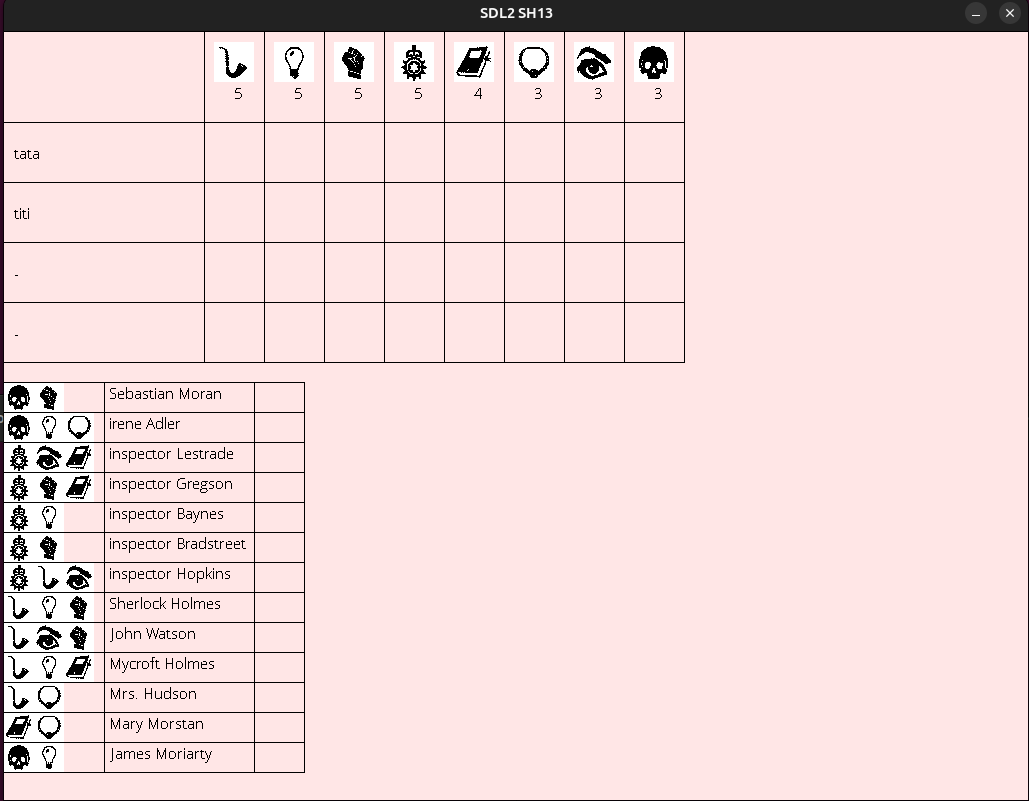 SDL2 SH13
5 5 5 5 4 3 3 3
tata
titi
-
-
Sebastian Moran
irene Adler
inspector Lestrade
inspector Gregson
inspector Baynes
inspector Bradstreet
inspector Hopkins
Sherlock Holmes
John Watson
Mycroft Holmes
Mrs. Hudson
Mary Morstan
James Moriarty